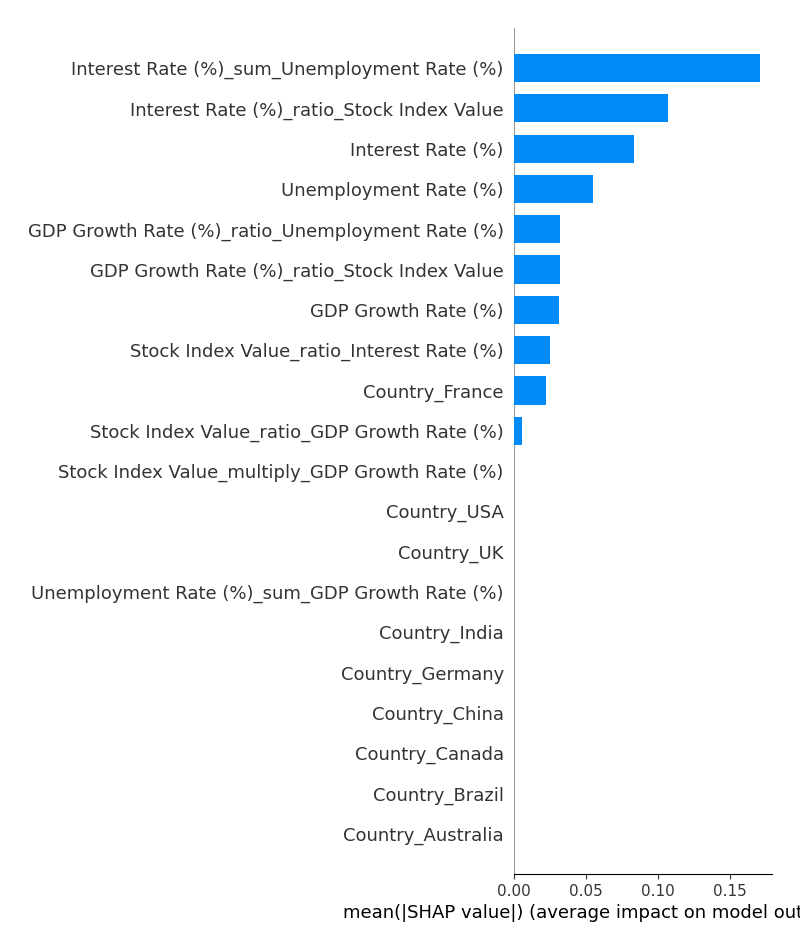 Interest Rate (%)_sum_Unemployment Rate (%)
Interest Rate (%)_ratio_Stock Index Value
Interest Rate (%)
Unemployment Rate (%)
GDP Growth Rate (%)_ratio_Unemployment Rate (%)
GDP Growth Rate (%)_ratio_Stock Index Value
GDP Growth Rate (%)
Stock Index Value_ratio_Interest Rate (%)
Country_France
Stock Index Value_ratio_GDP Growth Rate (%)
Stock Index Value_multiply_GDP Growth Rate (%)
Country_USA
Country_UK
Unemployment Rate (%)_sum_GDP Growth Rate (%)
Country_India
Country_Germany
Country_China
Country_Canada
Country_Brazil
Country_Australia
0.00 0.05 0.10 0.15
mean(|SHAP value|) (average impact on model out